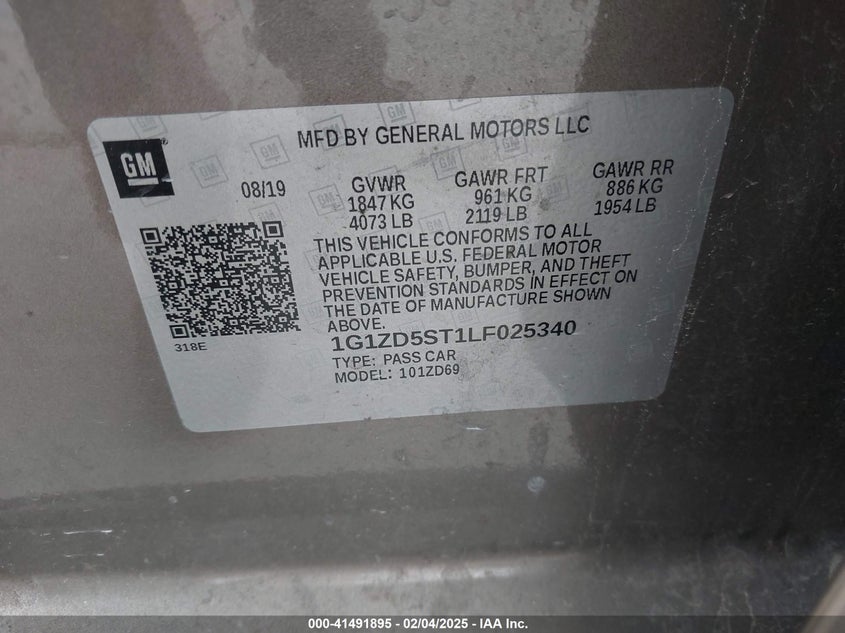 GM
MFD BY GENERAL MOTORS LLC
08/19
GVWR
1847 KG
4073 LB
GAWR FRT
961 KG
2119 LB
GAWR RR
886 KG
1954 LB
THIS VEHICLE CONFORMS TO ALL
APPLICABLE U.S. FEDERAL MOTOR
VEHICLE SAFETY, BUMPER, AND THEFT
PREVENTION STANDARDS IN EFFECT ON
THE DATE OF MANUFACTURE SHOWN
ABOVE.
318E
1G1ZD5ST1LF025340
TYPE: PASS CAR
MODEL: 101ZD69
000-41491895 - 02/04/2025 - IAA Inc.